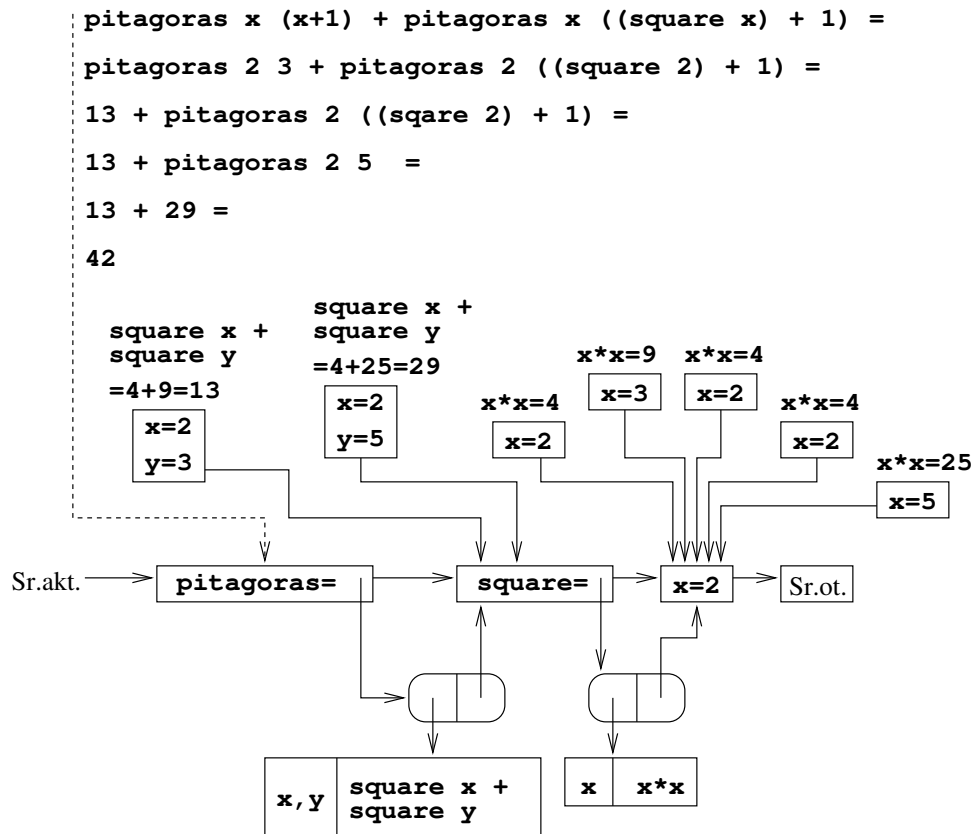 pitagoras x (x+1) + pitagoras x ((square x) + 1) =
pitagoras 2 3 + pitagoras 2 ((square 2) + 1) =
13 + pitagoras 2 ((sqare 2) + 1) =
13 + pitagoras 2 5 =
13 + 29 =
42
square x +
square y
=4+9=13
x=2
y=3
square x +
square y
=4+25=29
x=2
y=5
x*x=4
x=2
x*x=9
x=3
x*x=4
x=2
x*x=4
x=2
x*x=25
x=5
Sr.akt.
pitagoras=
square=
x=2
Sr.ot.
x,y
square x +
square y
x
x*x